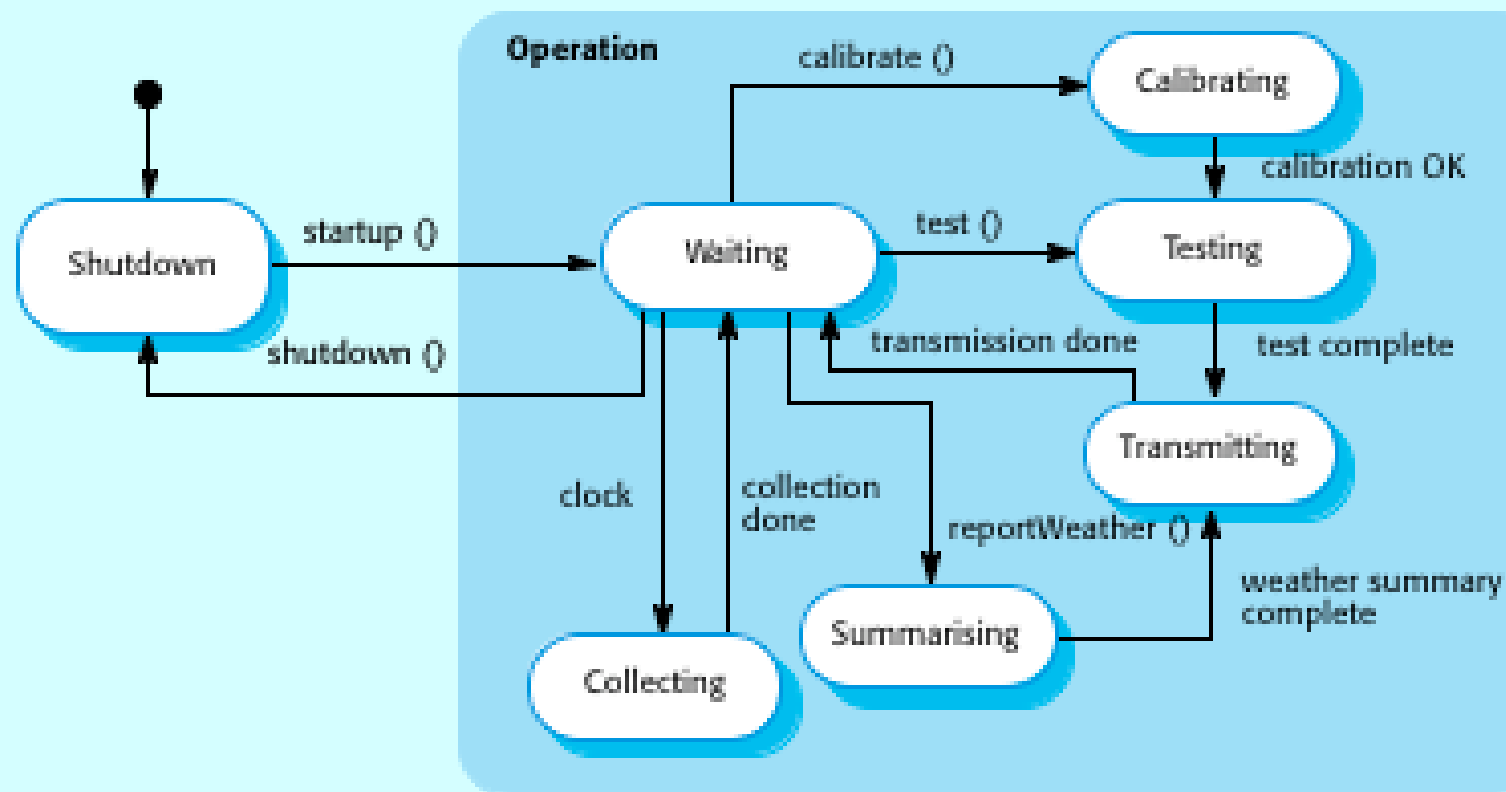 Operation
calibrate ()
Calibrating
calibration OK
startup ()
test ()
Shutdown
Waiting
Testing
shutdown ()
transmission done
test complete
Transmitting
clock
collection
done
reportWeather ()
weather summary
complete
Summarising
Collecting